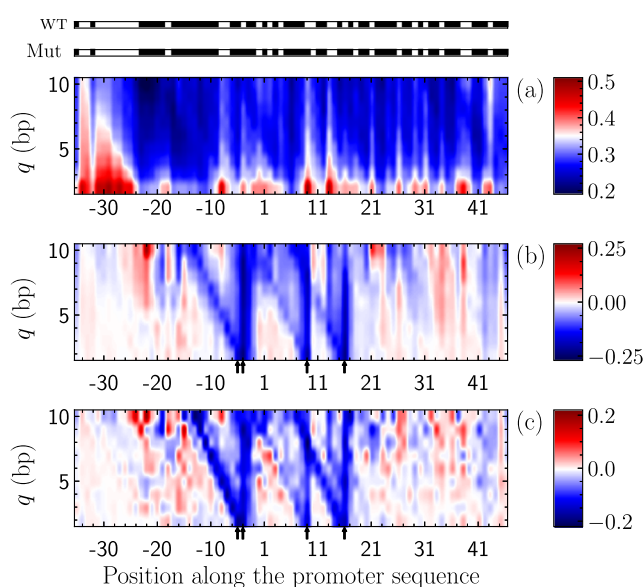 WT
Mut
10
5
q (bp)
(a)
0.5
0.4
0.3
0.2
-30 -20 -10 1 11 21 31 41
10
5
q (bp)
(b)
0.25
0.00
−0.25
-30 -20 -10 1 11 21 31 41
10
5
q (bp)
(c)
0.2
0.0
−0.2
-30 -20 -10 1 11 21 31 41
Position along the promoter sequence